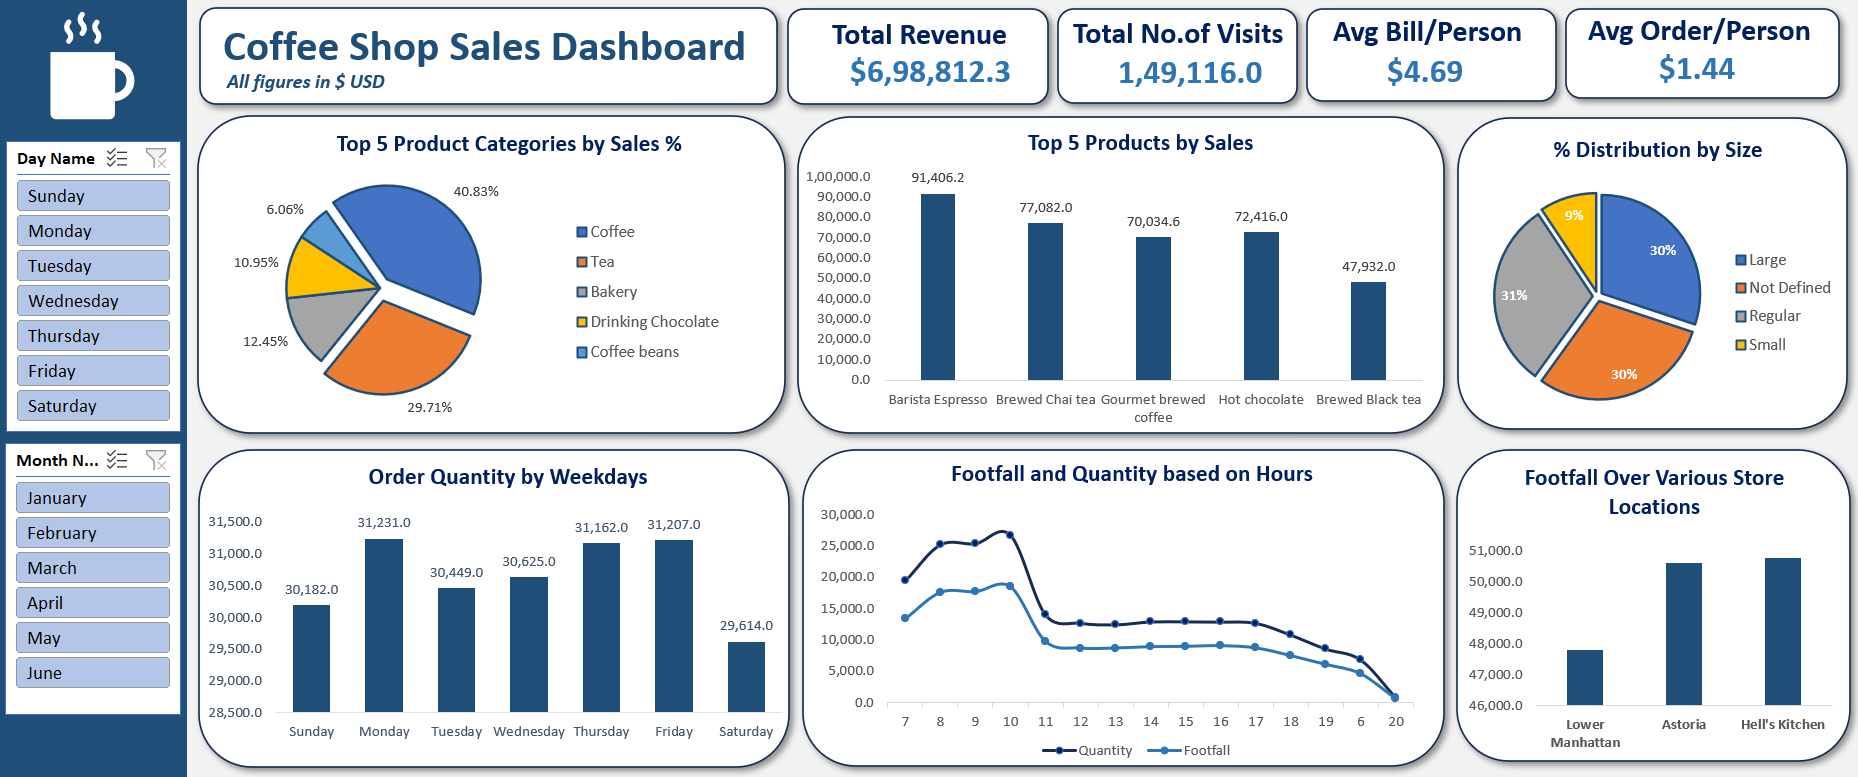 Coffee Shop Sales Dashboard
All figures in $ USD
Total Revenue
$6,98,812.3
Total No.of Visits
1,49,116.0
Avg Bill/Person
$4.69
Avg Order/Person
$1.44
Day Name
Sunday
Monday
Tuesday
Wednesday
Thursday
Friday
Saturday
Month N...
January
February
March
April
May
June
Top 5 Product Categories by Sales %
40.83%
6.06%
10.95%
12.45%
29.71%
Coffee
Tea
Bakery
Drinking Chocolate
Coffee beans
Top 5 Products by Sales
1,00,000.0
90,000.0
80,000.0
70,000.0
60,000.0
50,000.0
40,000.0
30,000.0
20,000.0
10,000.0
0.0
91,406.2
77,082.0
70,034.6
72,416.0
47,932.0
Barista Espresso
Brewed Chai tea
Gourmet brewed
coffee
Hot chocolate
Brewed Black tea
% Distribution by Size
9%
30%
31%
30%
Large
Not Defined
Regular
Small
Order Quantity by Weekdays
31,500.0
31,000.0
30,500.0
30,000.0
29,500.0
29,000.0
28,500.0
30,182.0
31,231.0
30,449.0
30,625.0
31,162.0
31,207.0
29,614.0
Sunday
Monday
Tuesday
Wednesday
Thursday
Friday
Saturday
Footfall and Quantity based on Hours
30,000.0
25,000.0
20,000.0
15,000.0
10,000.0
5,000.0
0.0
7 8 9 10 11 12 13 14 15 16 17 18 19 6 20
Quantity
Footfall
Footfall Over Various Store
Locations
51,000.0
50,000.0
49,000.0
48,000.0
47,000.0
46,000.0
Lower
Manhattan
Astoria
Hell's Kitchen